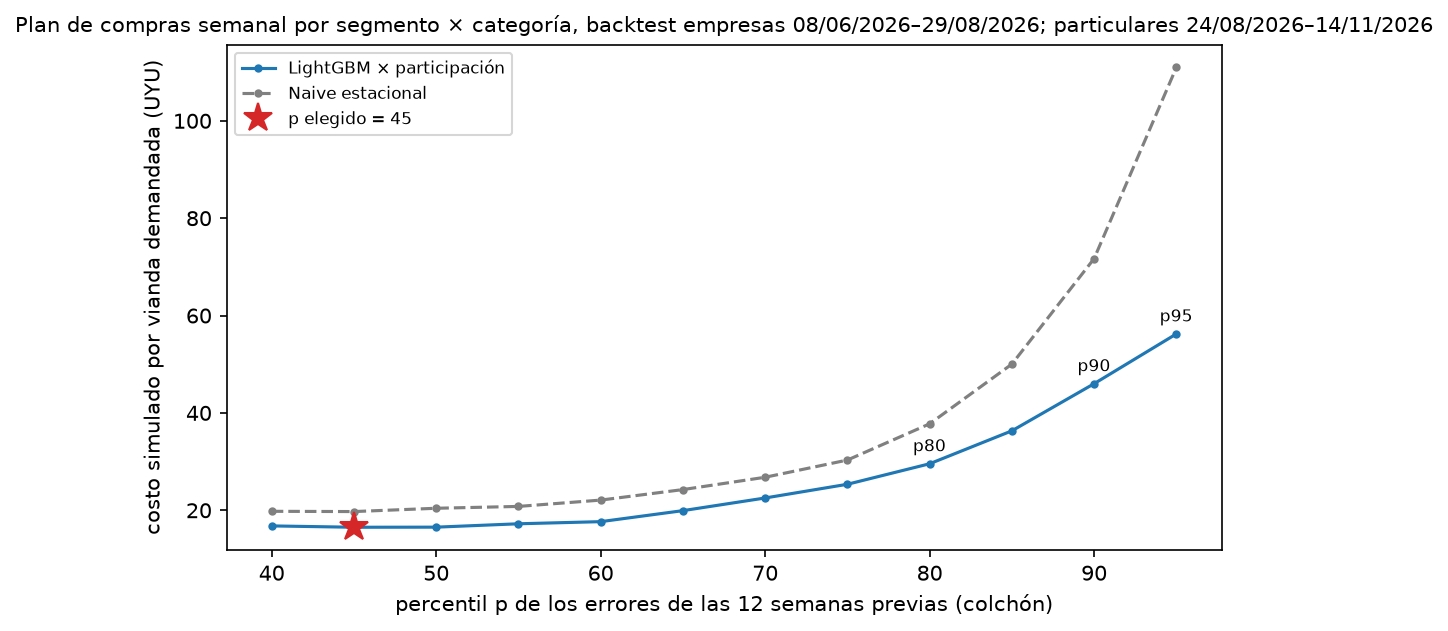 Plan de compras semanal por segmento × categoría, backtest empresas 08/06/2026–29/08/2026; particulares 24/08/2026–14/11/2026
LightGBM × participación
Naive estacional
p elegido = 45
costo simulado por vianda demandada (UYU)
100
80
60
40
20
p95
p90
p80
40 50 60 70 80 90
percentil p de los errores de las 12 semanas previas (colchón)